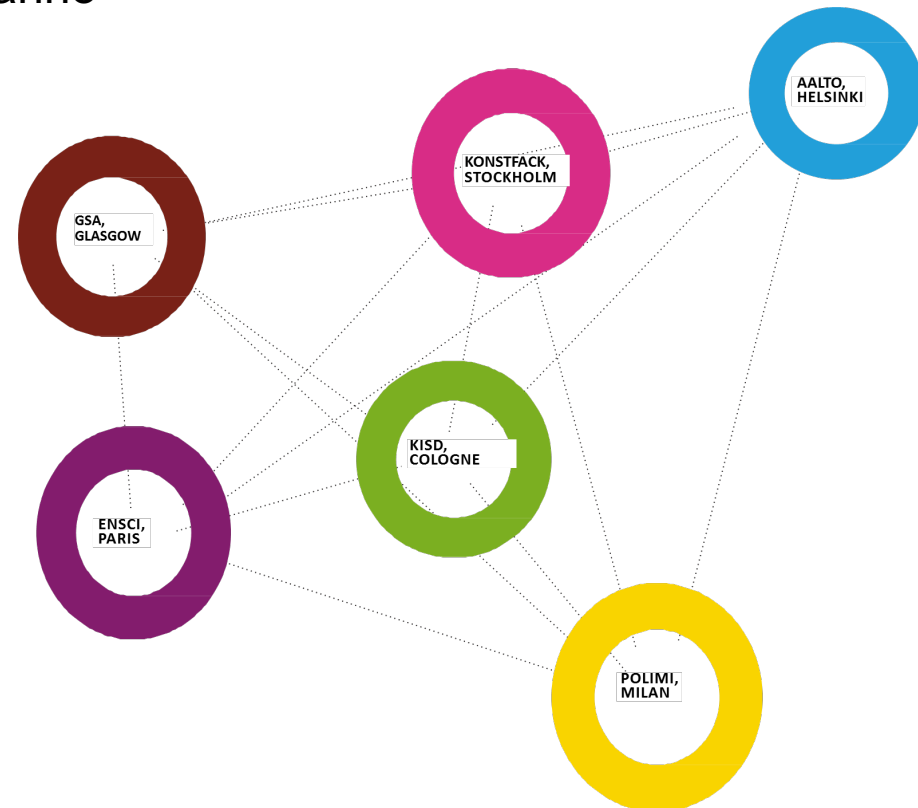 AALTO,
HELSINKI
KONSTFACK,
STOCKHOLM
GSA,
GLASGOW
KISD,
COLOGNE
ENSCI,
PARIS
POLIMI,
MILAN